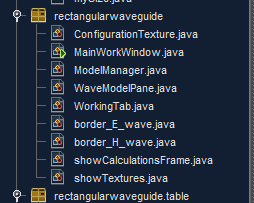 rectangularwaveguide
ConfigurationTexture.java
MainWorkWindow.java
ModelManager.java
WaveModelPane.java
WorkingTab.java
border_E_wave.java
border_H_wave.java
showCalculationsFrame.java
showTextures.java
rectangularwaveguide.table